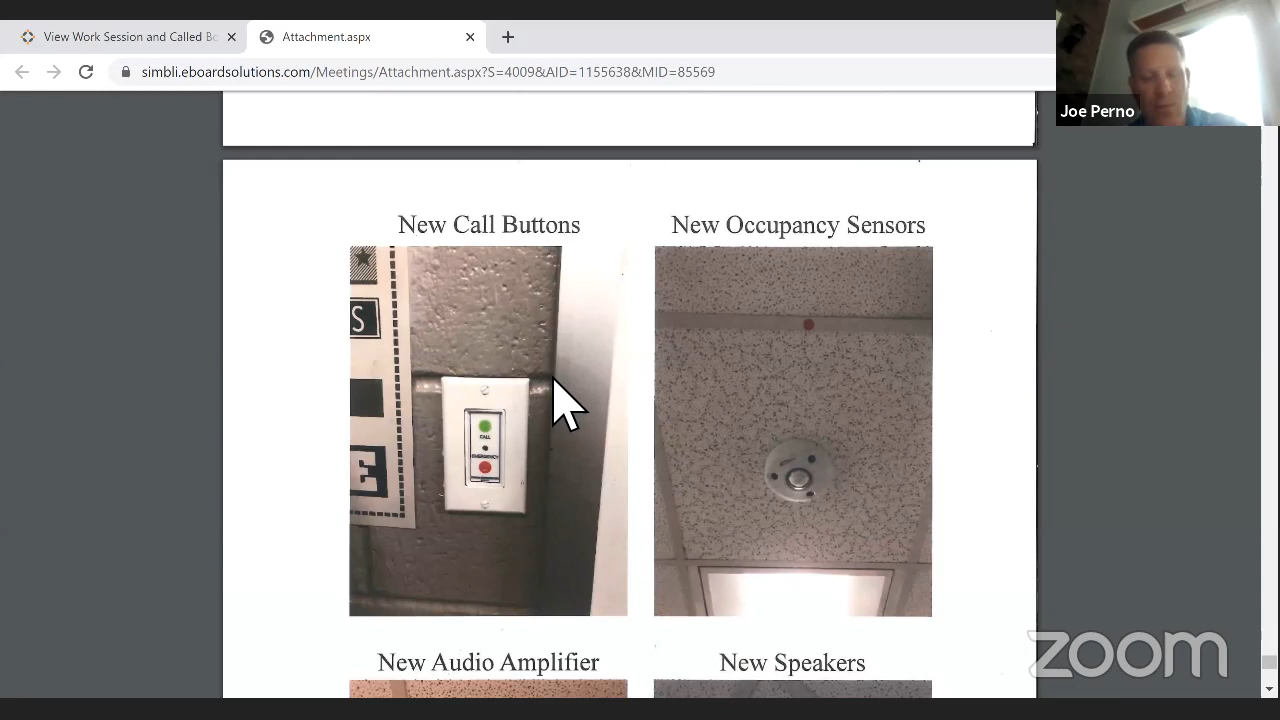 View Work Session and Called Bo
Attachment.aspx
simbli.eboardsolutions.com/Meetings/Attachment.aspx?S=4009&AID=1155638&MID=85569
Joe Perno
New Call Buttons
New Occupancy Sensors
S
E
CALL
EMERGENCY
New Audio Amplifier
New Speakers
zoom